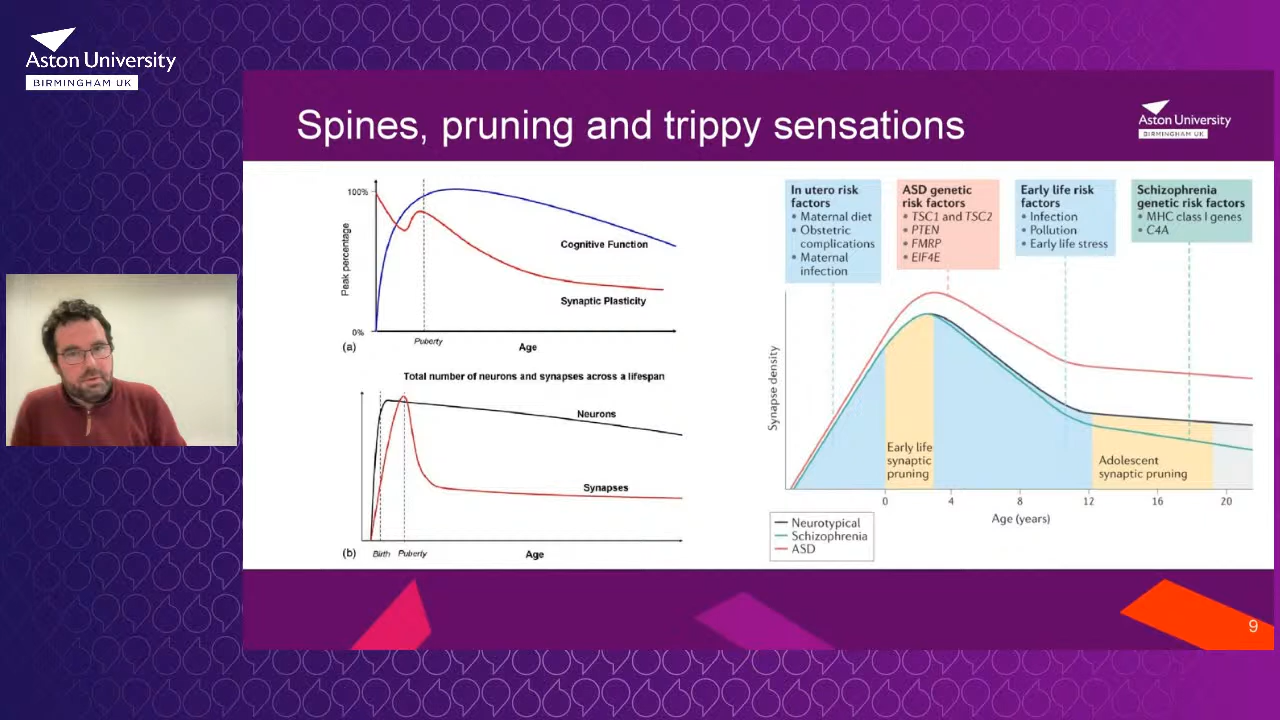 Aston University
BIRMINGHAM UK
Spines, pruning and trippy sensations
Aston University
BIRMINGHAM UK
100%
Peak percentage
Cognitive Function
Synaptic Plasticity
0%
Puberty
(a)
Age
Total number of neurons and synapses across a lifespan
Neurons
Synapses
(b)
Birth
Puberty
Age
In utero risk
factors
• Maternal diet
• Obstetric
complications
• Maternal
infection
ASD genetic
risk factors
• TSC1 and TSC2
• PTEN
• FMRP
• EIF4E
Early life risk
factors
• Infection
• Pollution
• Early life stress
Schizophrenia
genetic risk factors
• MHC class I genes
• C4A
Synapse density
Early life
synaptic
pruning
Adolescent
synaptic pruning
0 4 8 12 16 20
Age (years)
Neurotypical
Schizophrenia
ASD
9